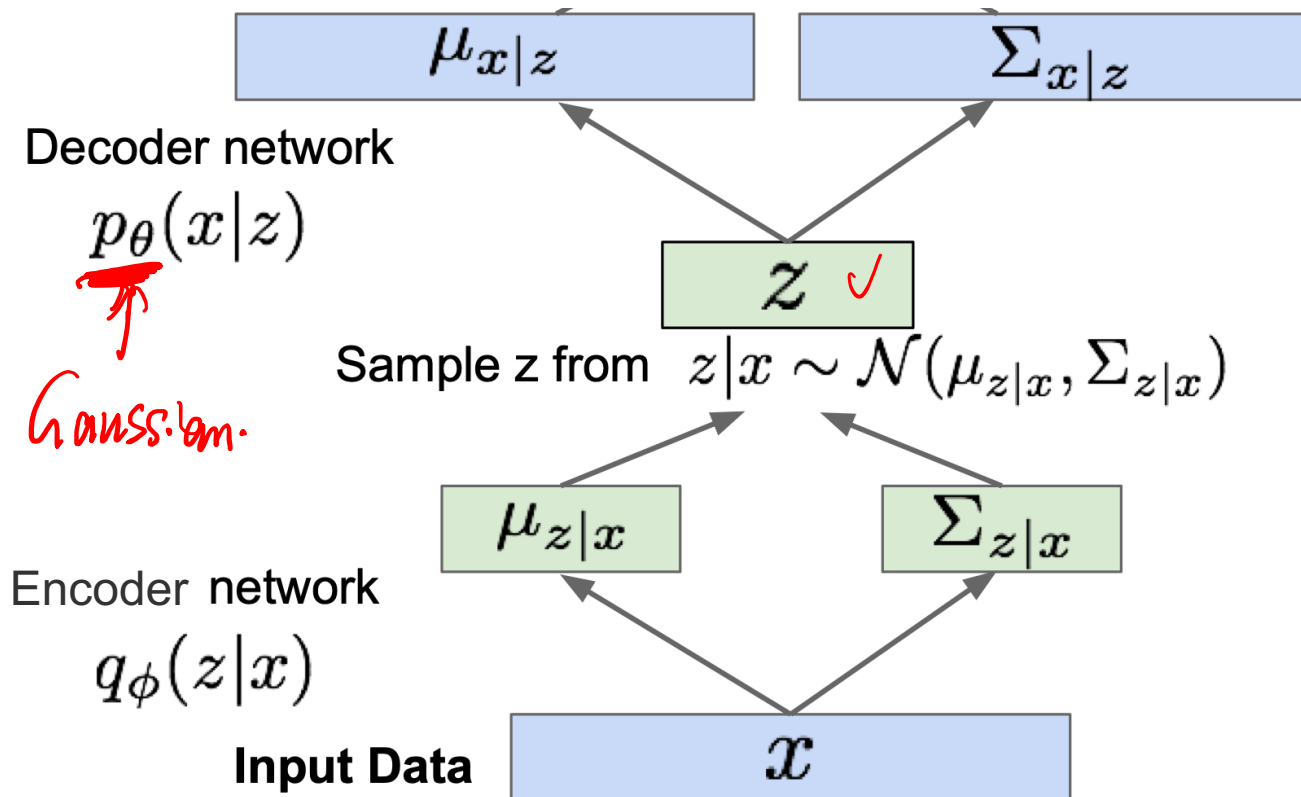 μ_{x|z} Σ_{x|z}
Decoder network
p_θ(x|z)
z ✓
Sample z from z|x ∼ 𝒩(μ_{z|x}, Σ_{z|x})
Gaussian.
μ_{z|x} Σ_{z|x}
Encoder network
q_ϕ(z|x)
Input Data x